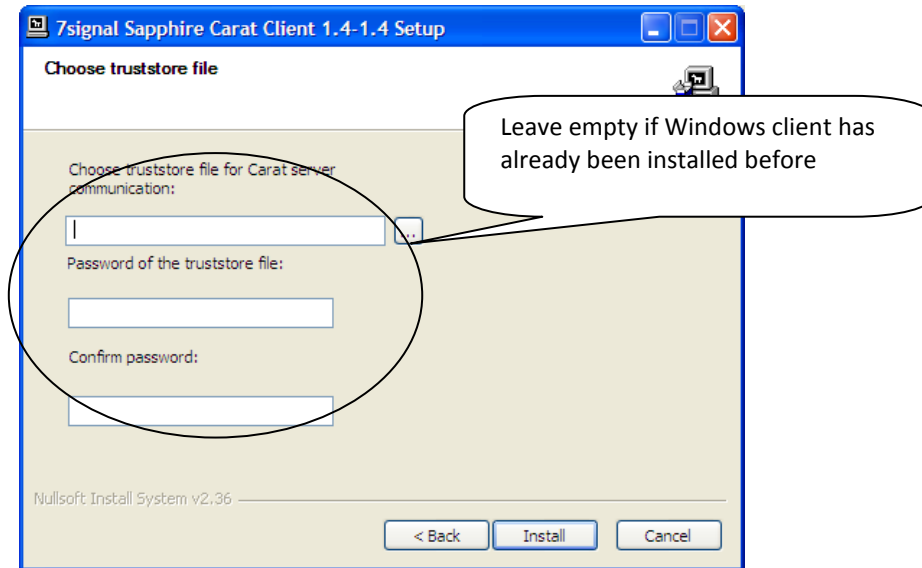 7signal Sapphire Carat Client 1.4-1.4 Setup
Choose truststore file
Leave empty if Windows client has
already been installed before
Choose truststore file for Carat server
communication:
...
Password of the truststore file:
Confirm password:
Nullsoft Install System v2.36
< Back
Install
Cancel